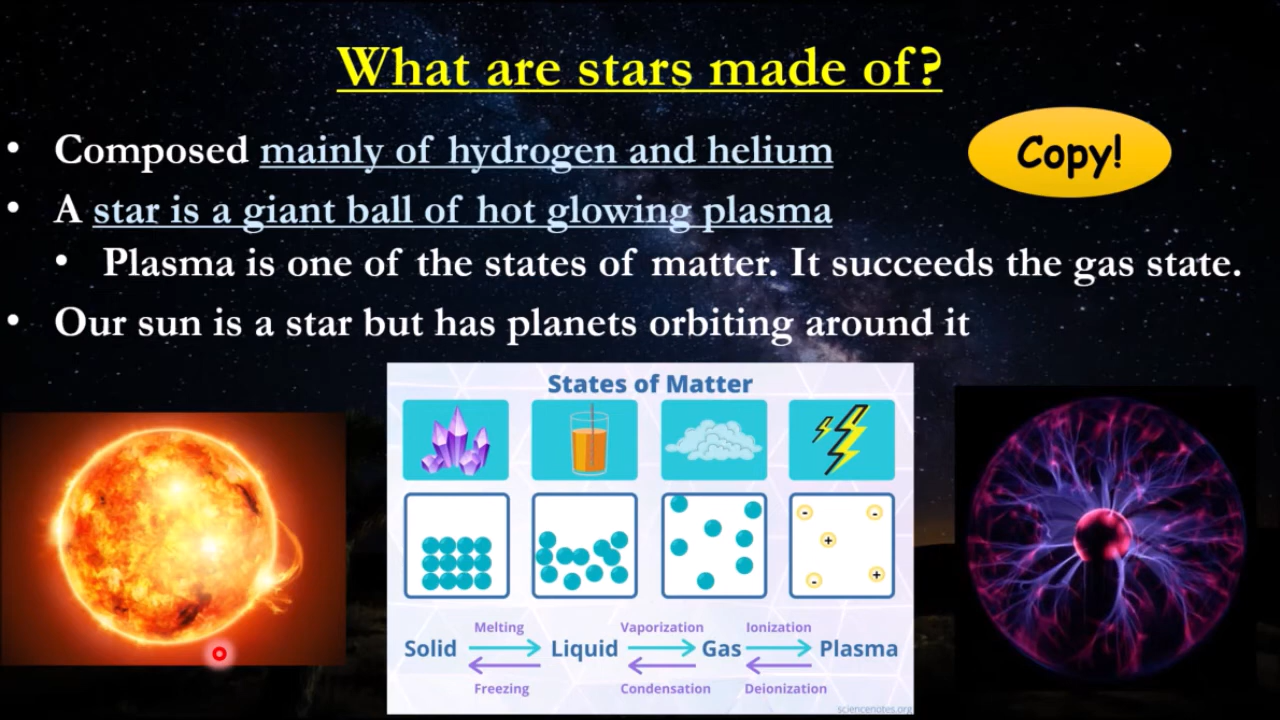 What are stars made of?
Copy!
• Composed mainly of hydrogen and helium
• A star is a giant ball of hot glowing plasma
• Plasma is one of the states of matter. It succeeds the gas state.
• Our sun is a star but has planets orbiting around it
States of Matter
- -
+
- +
Melting Vaporization Ionization
Solid Liquid Gas Plasma
Freezing Condensation Deionization
sciencenotes.org